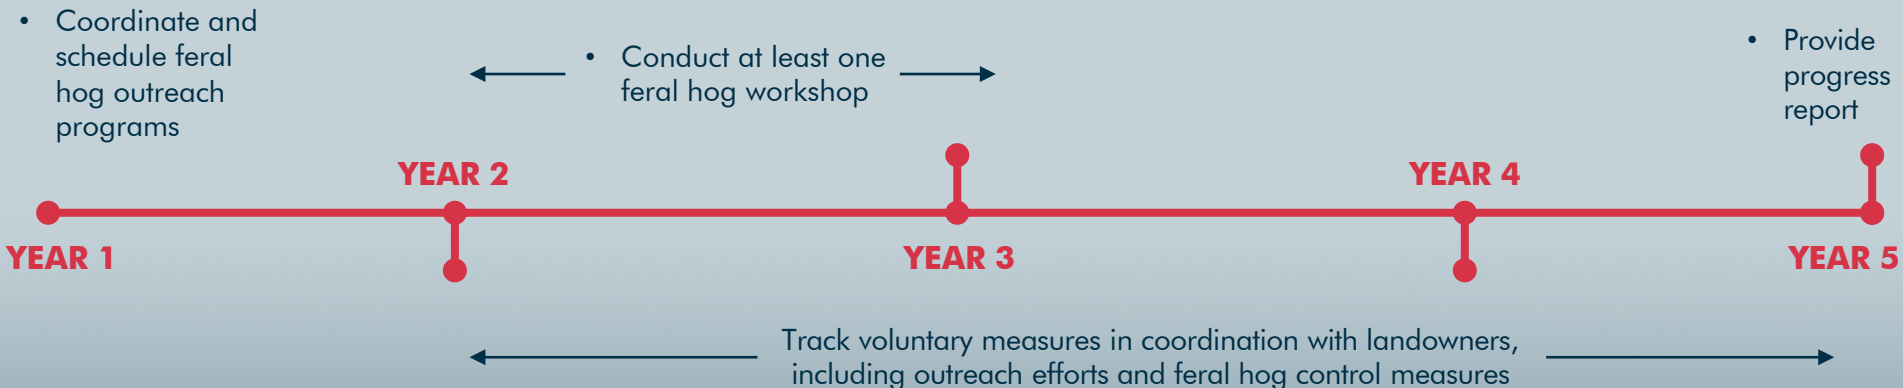 • Coordinate and
schedule feral
hog outreach
programs
• Conduct at least one
feral hog workshop
• Provide
progress
report
YEAR 2
YEAR 4
YEAR 1
YEAR 3
YEAR 5
Track voluntary measures in coordination with landowners,
including outreach efforts and feral hog control measures